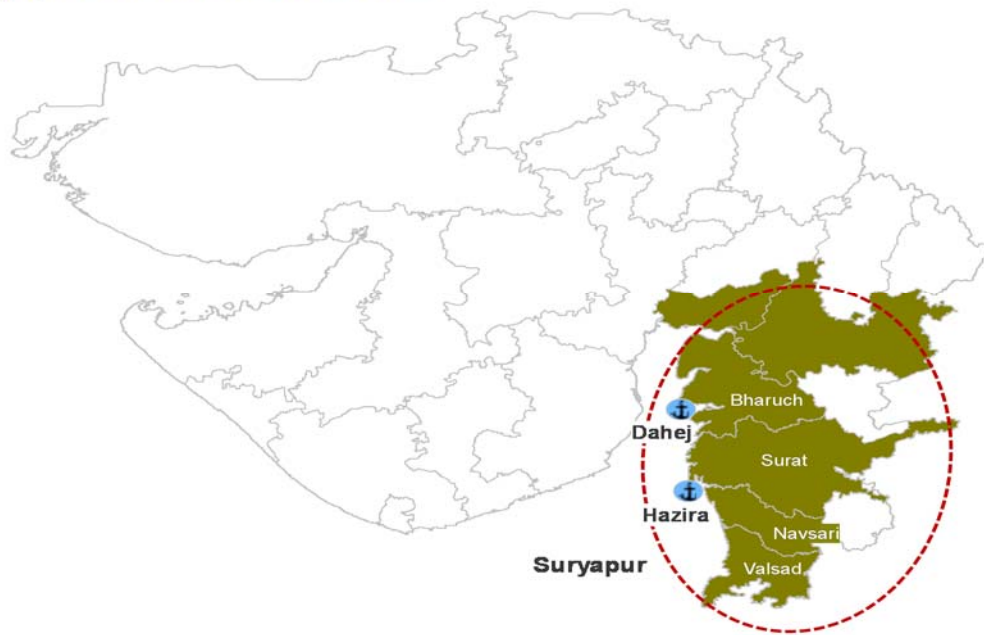 Bharuch
Dahej
Surat
Hazira
Navsari
Suryapur
Valsad